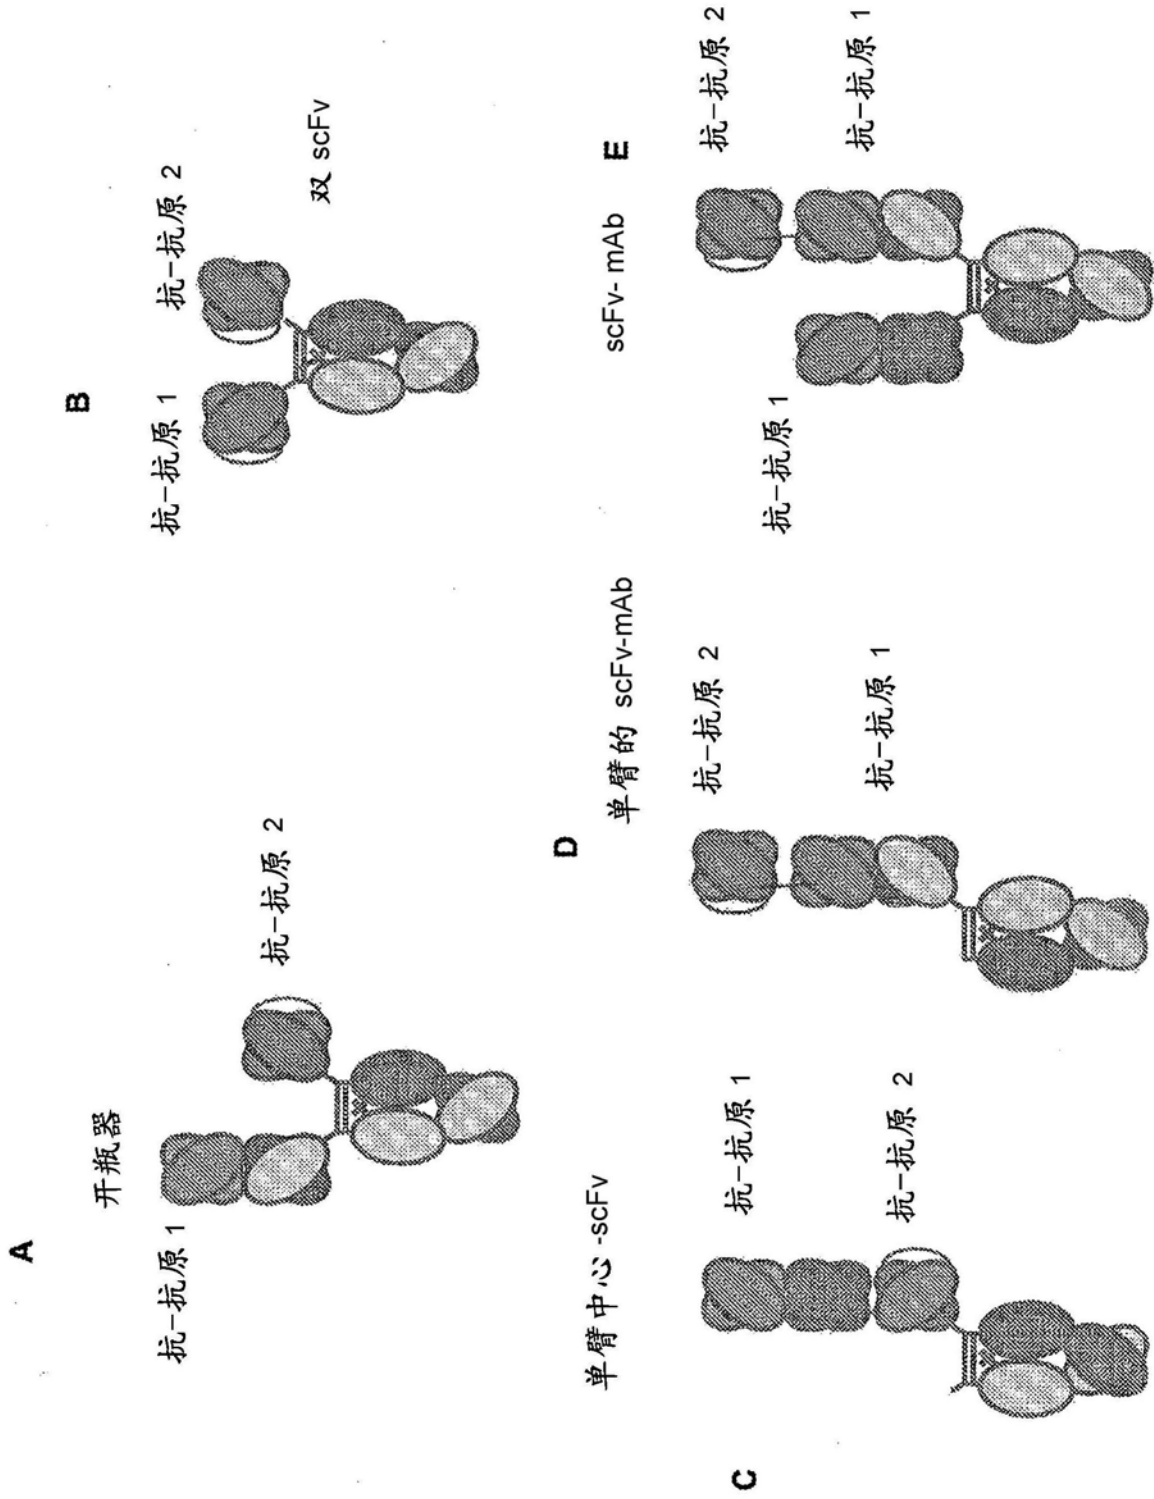 A
开瓶器
抗-抗原 1
抗-抗原 2
B
抗-抗原 1
抗-抗原 2
双 scFv
C
单臂中心-scFv
抗-抗原 1
抗-抗原 2
D
单臂的 scFv-mAb
抗-抗原 2
抗-抗原 1
E
scFv- mAb
抗-抗原 1
抗-抗原 2
抗-抗原 1